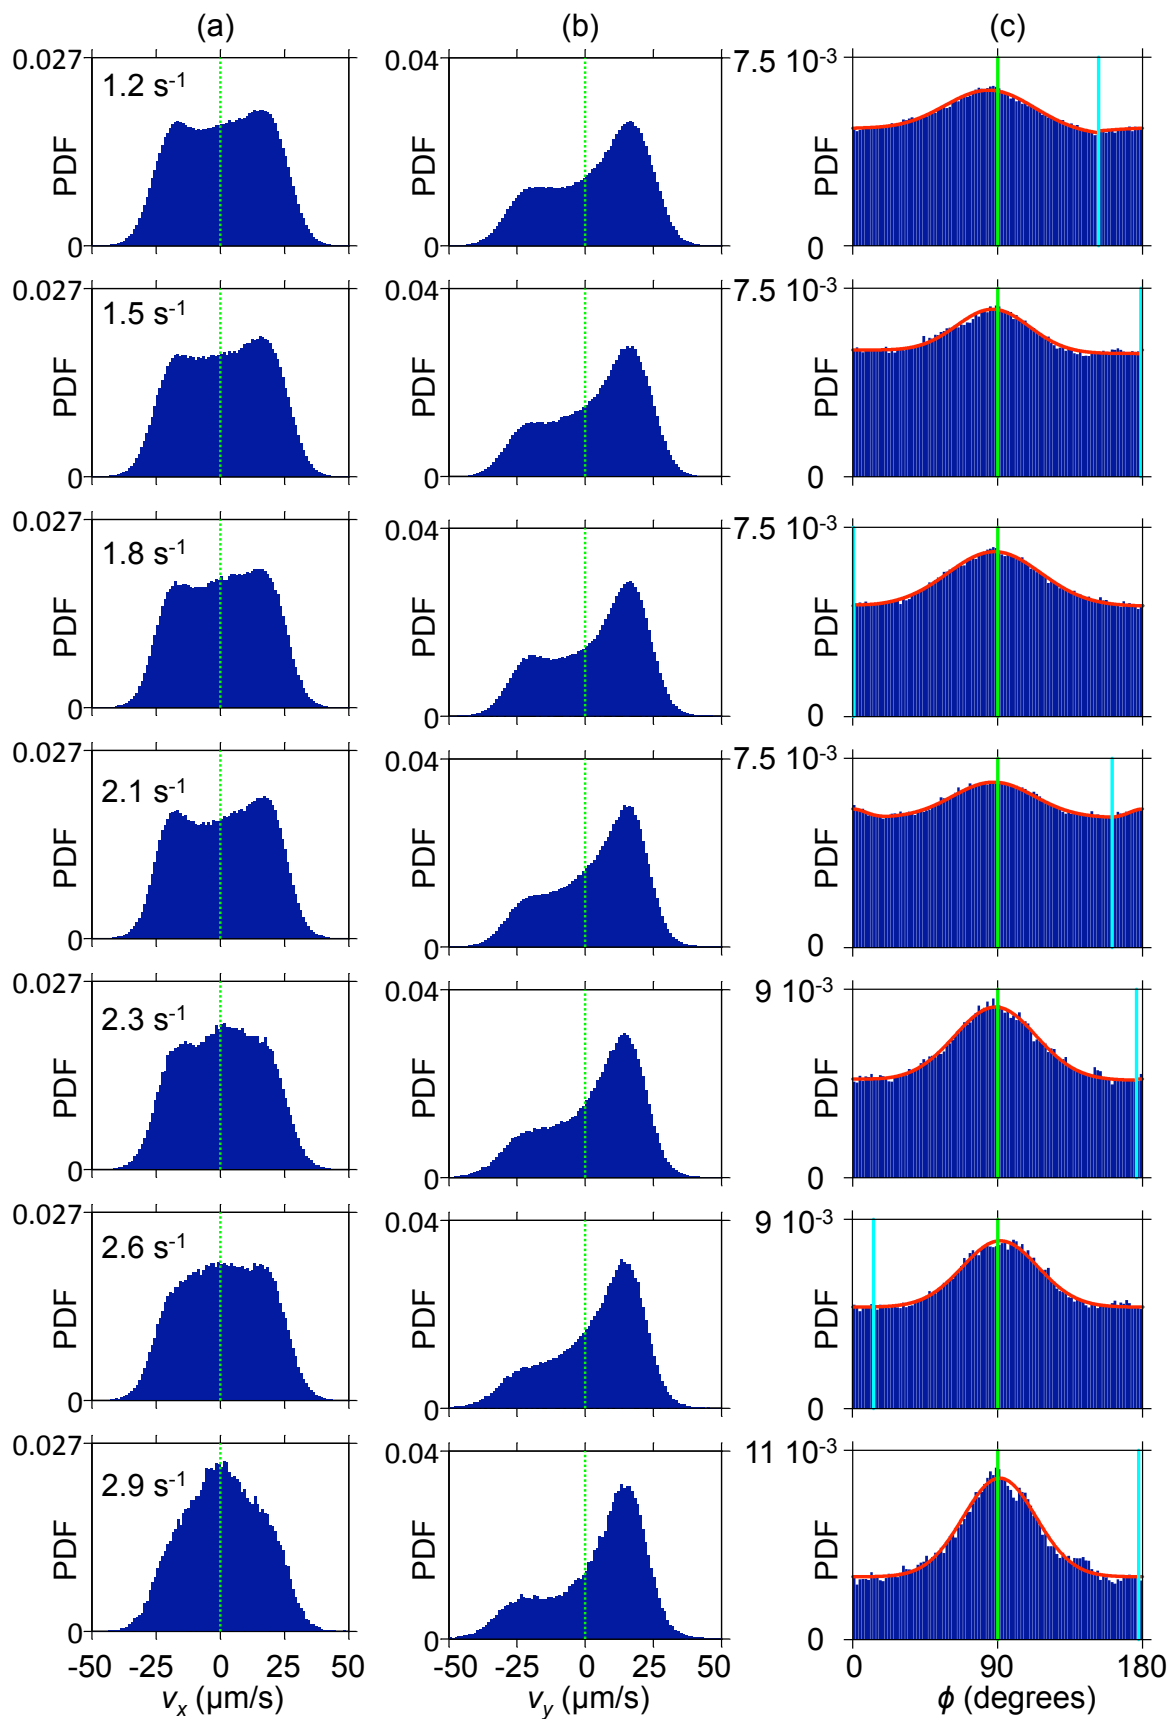 (a) (b) (c)
0.027 0.04 7.5 10⁻³
1.2 s⁻¹
PDF PDF PDF
0 0 0
0.027 0.04 7.5 10⁻³
1.5 s⁻¹
PDF PDF PDF
0 0 0
0.027 0.04 7.5 10⁻³
1.8 s⁻¹
PDF PDF PDF
0 0 0
0.027 0.04 7.5 10⁻³
2.1 s⁻¹
PDF PDF PDF
0 0 0
0.027 0.04 9 10⁻³
2.3 s⁻¹
PDF PDF PDF
0 0 0
0.027 0.04 9 10⁻³
2.6 s⁻¹
PDF PDF PDF
0 0 0
0.027 0.04 11 10⁻³
2.9 s⁻¹
PDF PDF PDF
0 0 0
-50 -25 0 25 50 -50 -25 0 25 50 0 90 180
vₓ (µm/s) v_y (µm/s) ϕ (degrees)